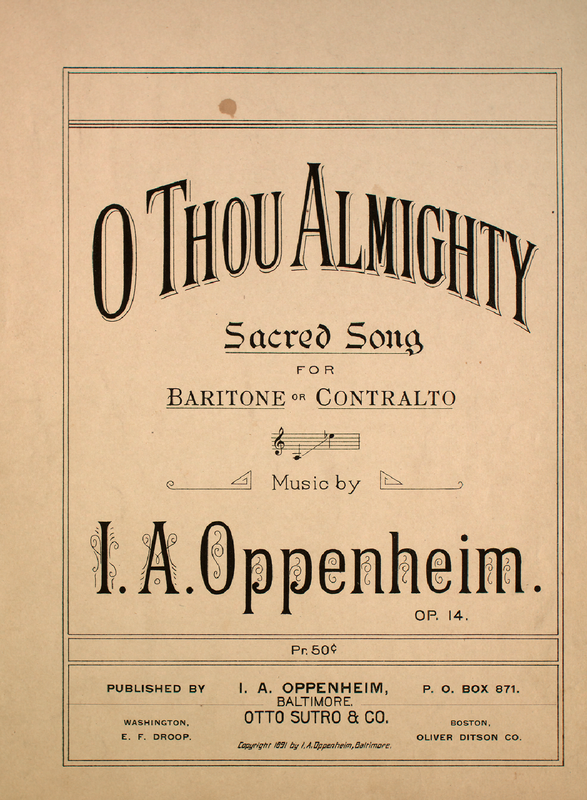 O THOU ALMIGHTY
Sacred Song
FOR
BARITONE OR CONTRALTO
Music by
I. A. Oppenheim.
OP. 14.
Pr. 50¢
PUBLISHED BY I. A. OPPENHEIM, P. O. BOX 871.
BALTIMORE.
OTTO SUTRO & CO.
WASHINGTON, BOSTON,
E. F. DROOP. OLIVER DITSON CO.
Copyright 1891 by I. A. Oppenheim, Baltimore.